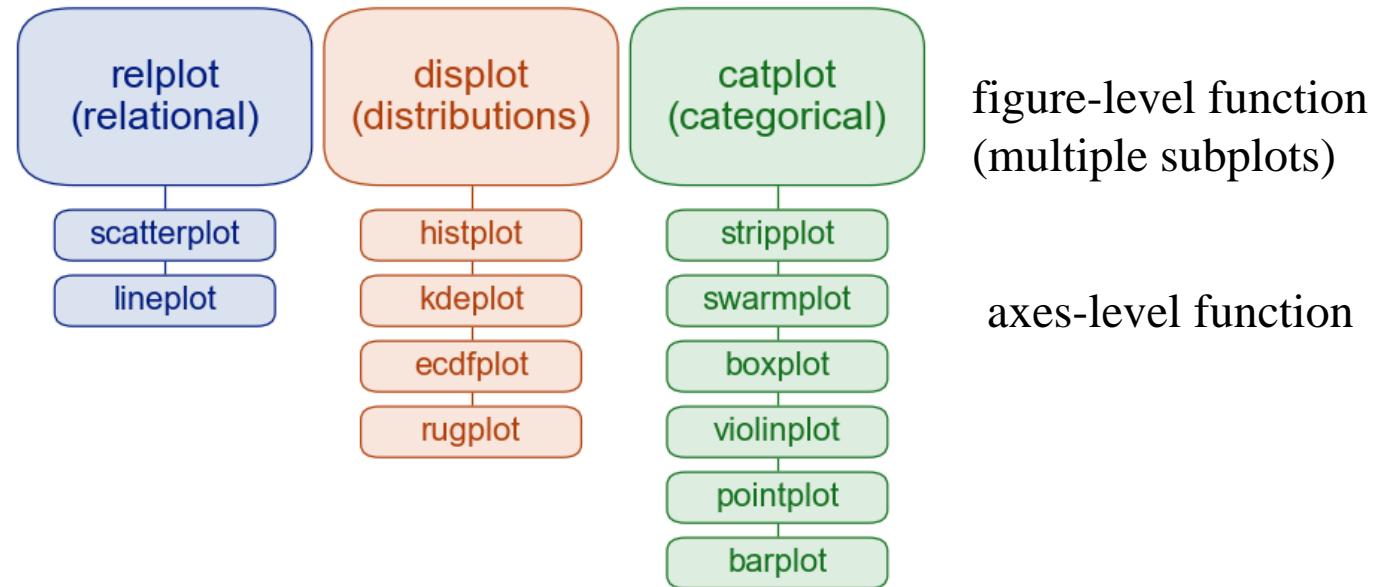 relplot
(relational)
displot
(distributions)
catplot
(categorical)
figure-level function
(multiple subplots)
scatterplot
lineplot
histplot
kdeplot
ecdfplot
rugplot
stripplot
swarmplot
boxplot
violinplot
pointplot
barplot
axes-level function